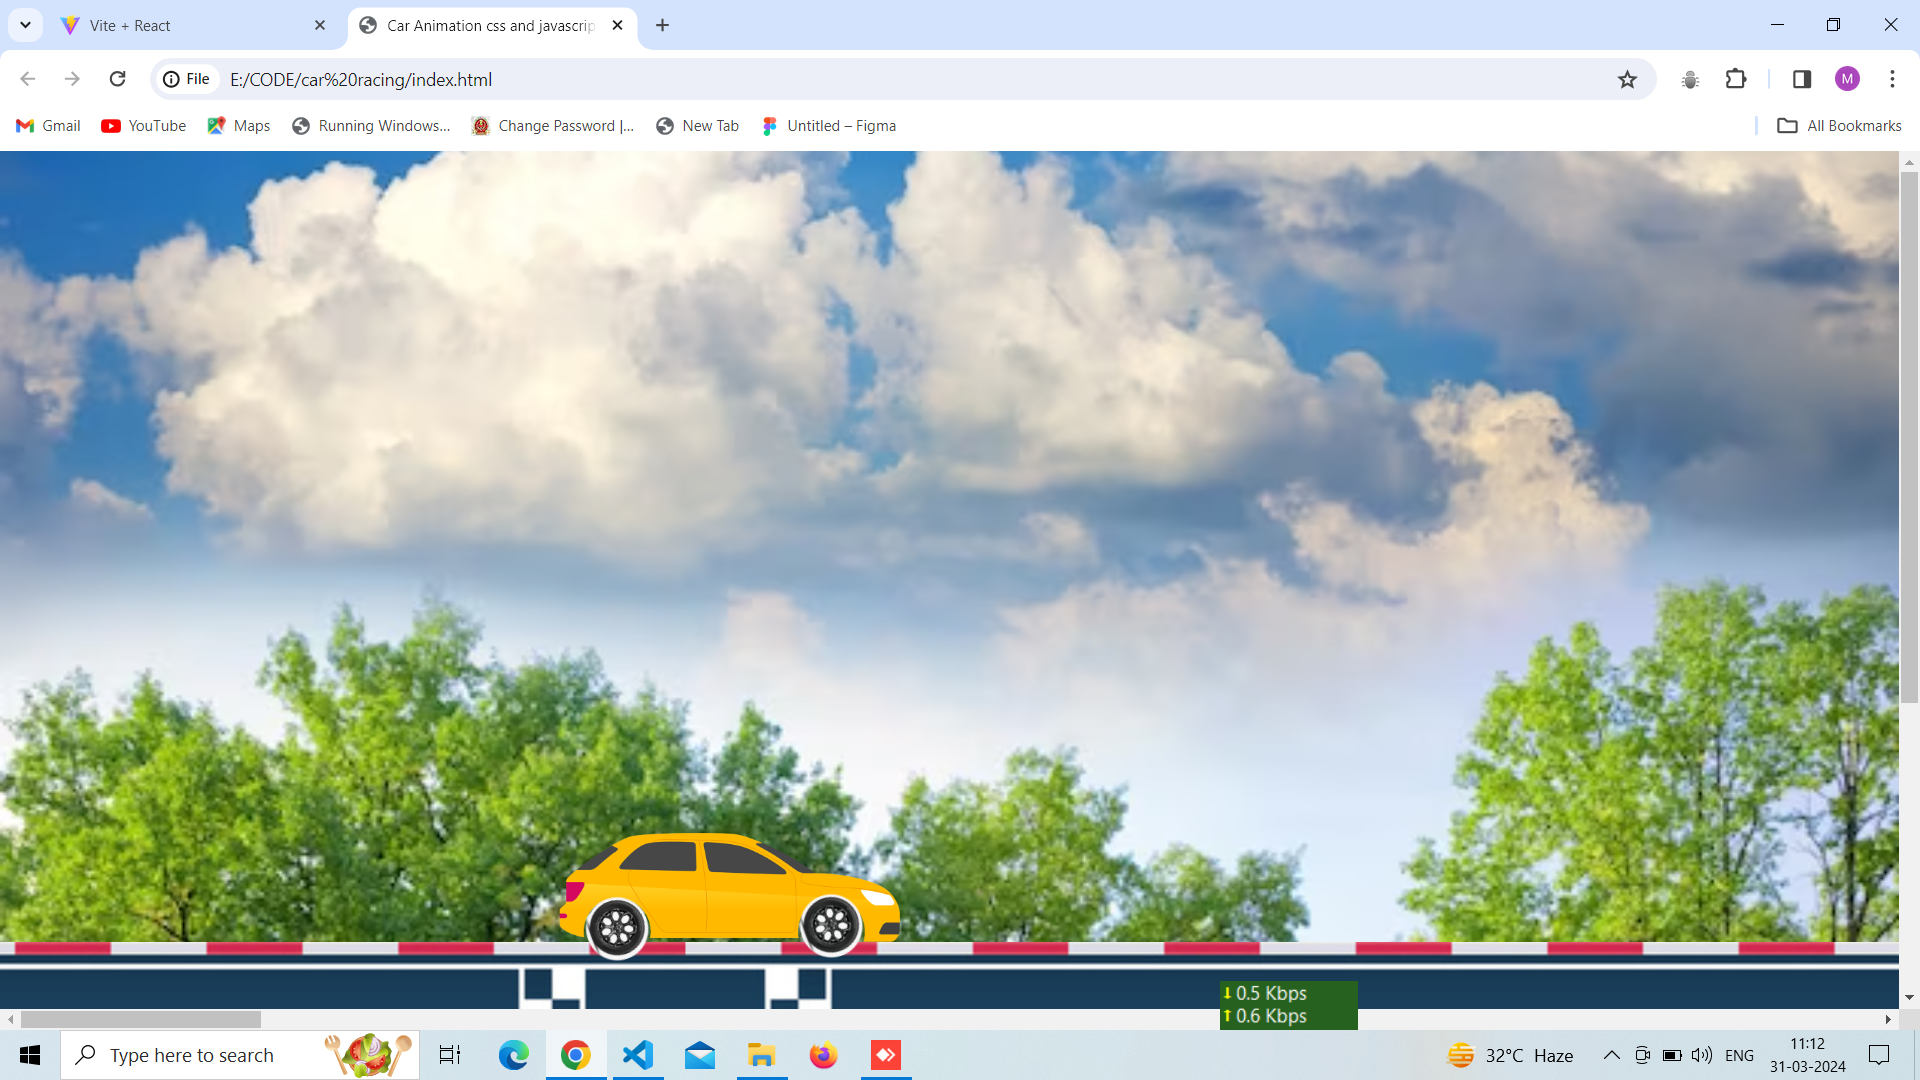 Vite + React
Car Animation css and javascrip
File
E:/CODE/car%20racing/index.html
M
Gmail
YouTube
Maps
Running Windows...
Change Password |...
New Tab
Untitled – Figma
All Bookmarks
0.5 Kbps
0.6 Kbps
Type here to search
32°C Haze
ENG
11:12
31-03-2024